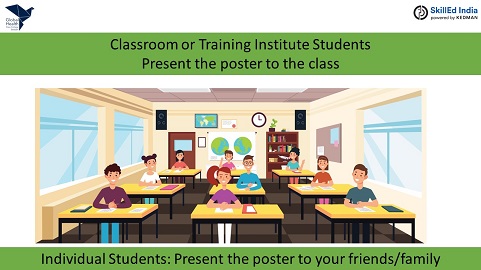 Global
Health
SkillEd India
powered by KEDMAN
Classroom or Training Institute Students
Present the poster to the class
Individual Students: Present the poster to your friends/family